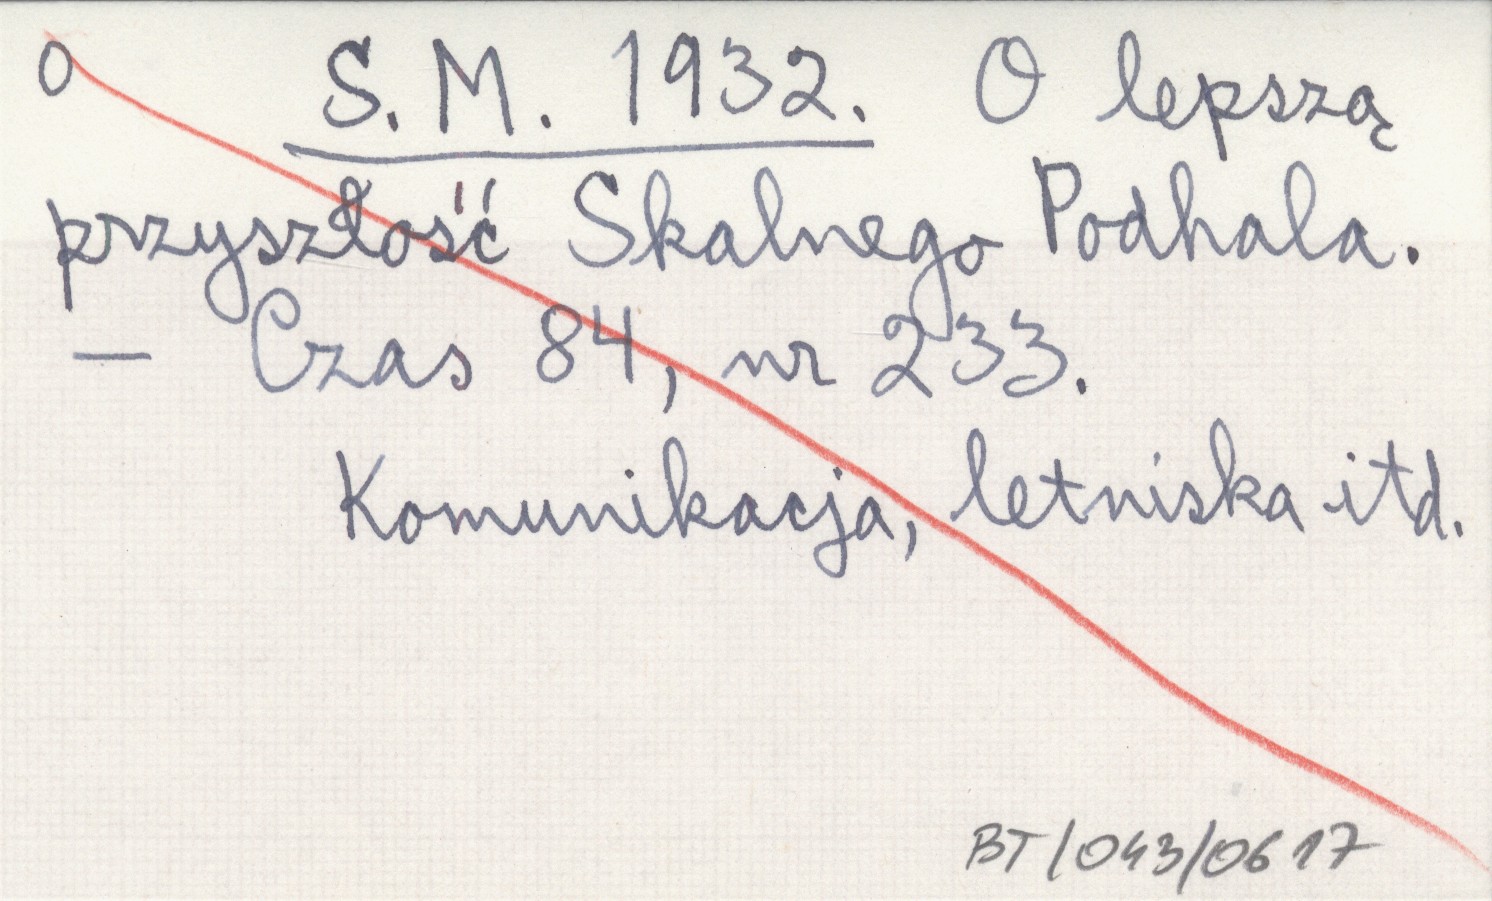 O S. M. 1932. O lepszą
przyszłość Skalnego Podhala.
— Czas 84, nr 233.
Komunikacja, letniska itd.
BT/043/0617